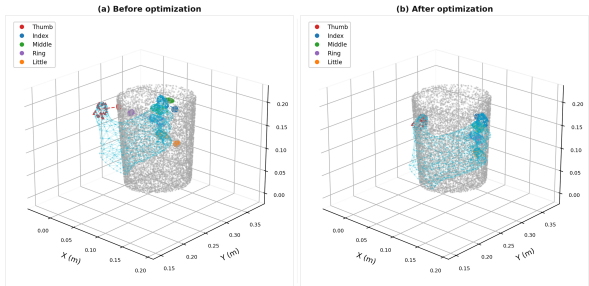 (a) Before optimization
Thumb
Index
Middle
Ring
Little
0.20
0.15
0.10
0.05
0.00
0.00
0.05
0.10
0.15
0.20
0.15
0.20
0.25
0.30
0.35
X (m)
Y (m)
(b) After optimization
Thumb
Index
Middle
Ring
Little
0.20
0.15
0.10
0.05
0.00
0.00
0.05
0.10
0.15
0.20
0.15
0.20
0.25
0.30
0.35
X (m)
Y (m)